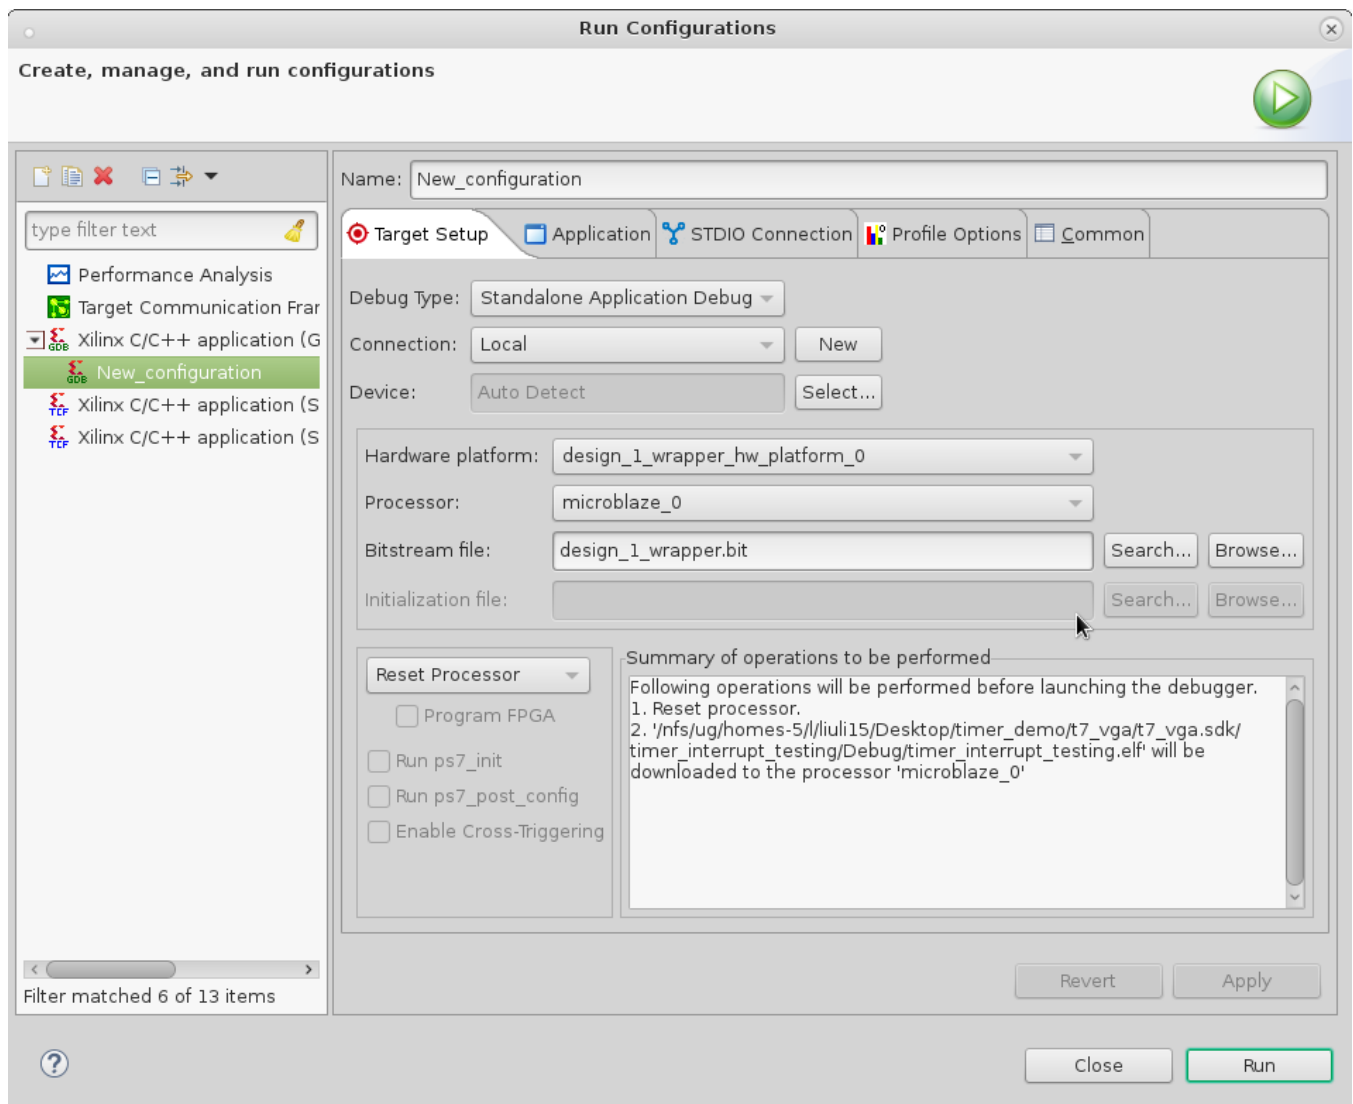 Run Configurations
Create, manage, and run configurations
type filter text
Performance Analysis
Target Communication Frar
Xilinx C/C++ application (G
New_configuration
Xilinx C/C++ application (S
Xilinx C/C++ application (S
Filter matched 6 of 13 items
Name: New_configuration
Target Setup Application STDIO Connection Profile Options Common
Debug Type: Standalone Application Debug
Connection: Local New
Device: Auto Detect Select...
Hardware platform: design_1_wrapper_hw_platform_0
Processor: microblaze_0
Bitstream file: design_1_wrapper.bit Search... Browse...
Initialization file: Search... Browse...
Reset Processor
Program FPGA
Run ps7_init
Run ps7_post_config
Enable Cross-Triggering
Summary of operations to be performed
Following operations will be performed before launching the debugger.
1. Reset processor.
2. '/nfs/ug/homes-5/l/liuli15/Desktop/timer_demo/t7_vga/t7_vga.sdk/
timer_interrupt_testing/Debug/timer_interrupt_testing.elf' will be
downloaded to the processor 'microblaze_0'
Revert Apply
Close Run